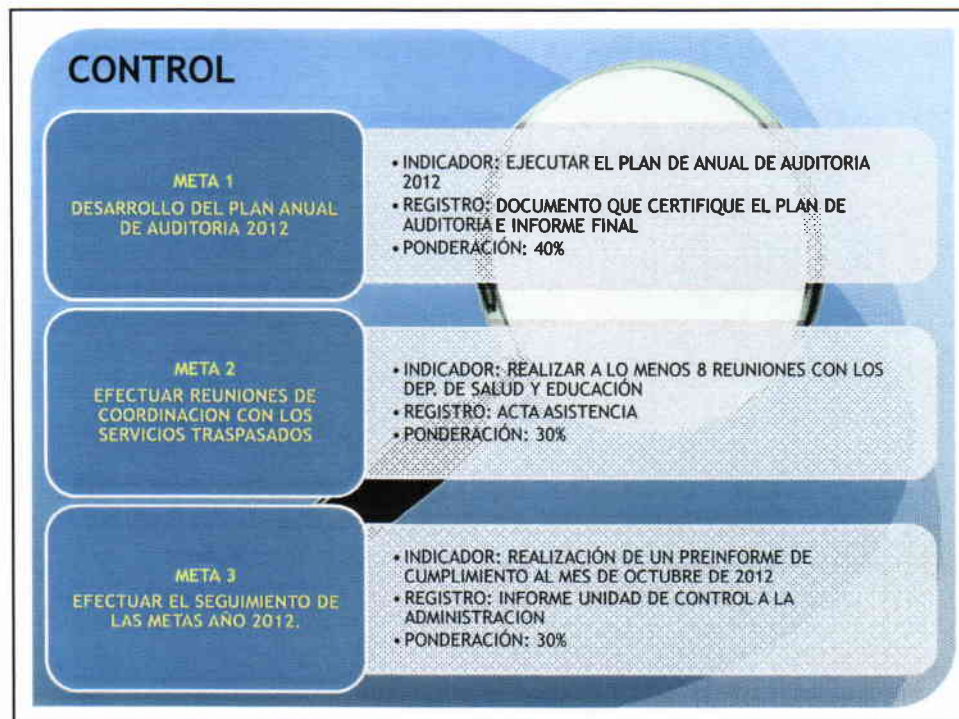 CONTROL
META 1
DESARROLLO DEL PLAN ANUAL
DE AUDITORIA 2012
• INDICADOR: EJECUTAR EL PLAN DE ANUAL DE AUDITORIA
2012
• REGISTRO: DOCUMENTO QUE CERTIFIQUE EL PLAN DE
AUDITORIA E INFORME FINAL
• PONDERACIÓN: 40%
META 2
EFECTUAR REUNIONES DE
COORDINACION CON LOS
SERVICIOS TRASPASADOS
• INDICADOR: REALIZAR A LO MENOS 8 REUNIONES CON LOS
DEP. DE SALUD Y EDUCACIÓN
• REGISTRO: ACTA ASISTENCIA
• PONDERACIÓN: 30%
META 3
EFECTUAR EL SEGUIMIENTO DE
LAS METAS AÑO 2012.
• INDICADOR: REALIZACIÓN DE UN PREINFORME DE
CUMPLIMIENTO AL MES DE OCTUBRE DE 2012
• REGISTRO: INFORME UNIDAD DE CONTROL A LA
ADMINISTRACION
• PONDERACIÓN: 30%